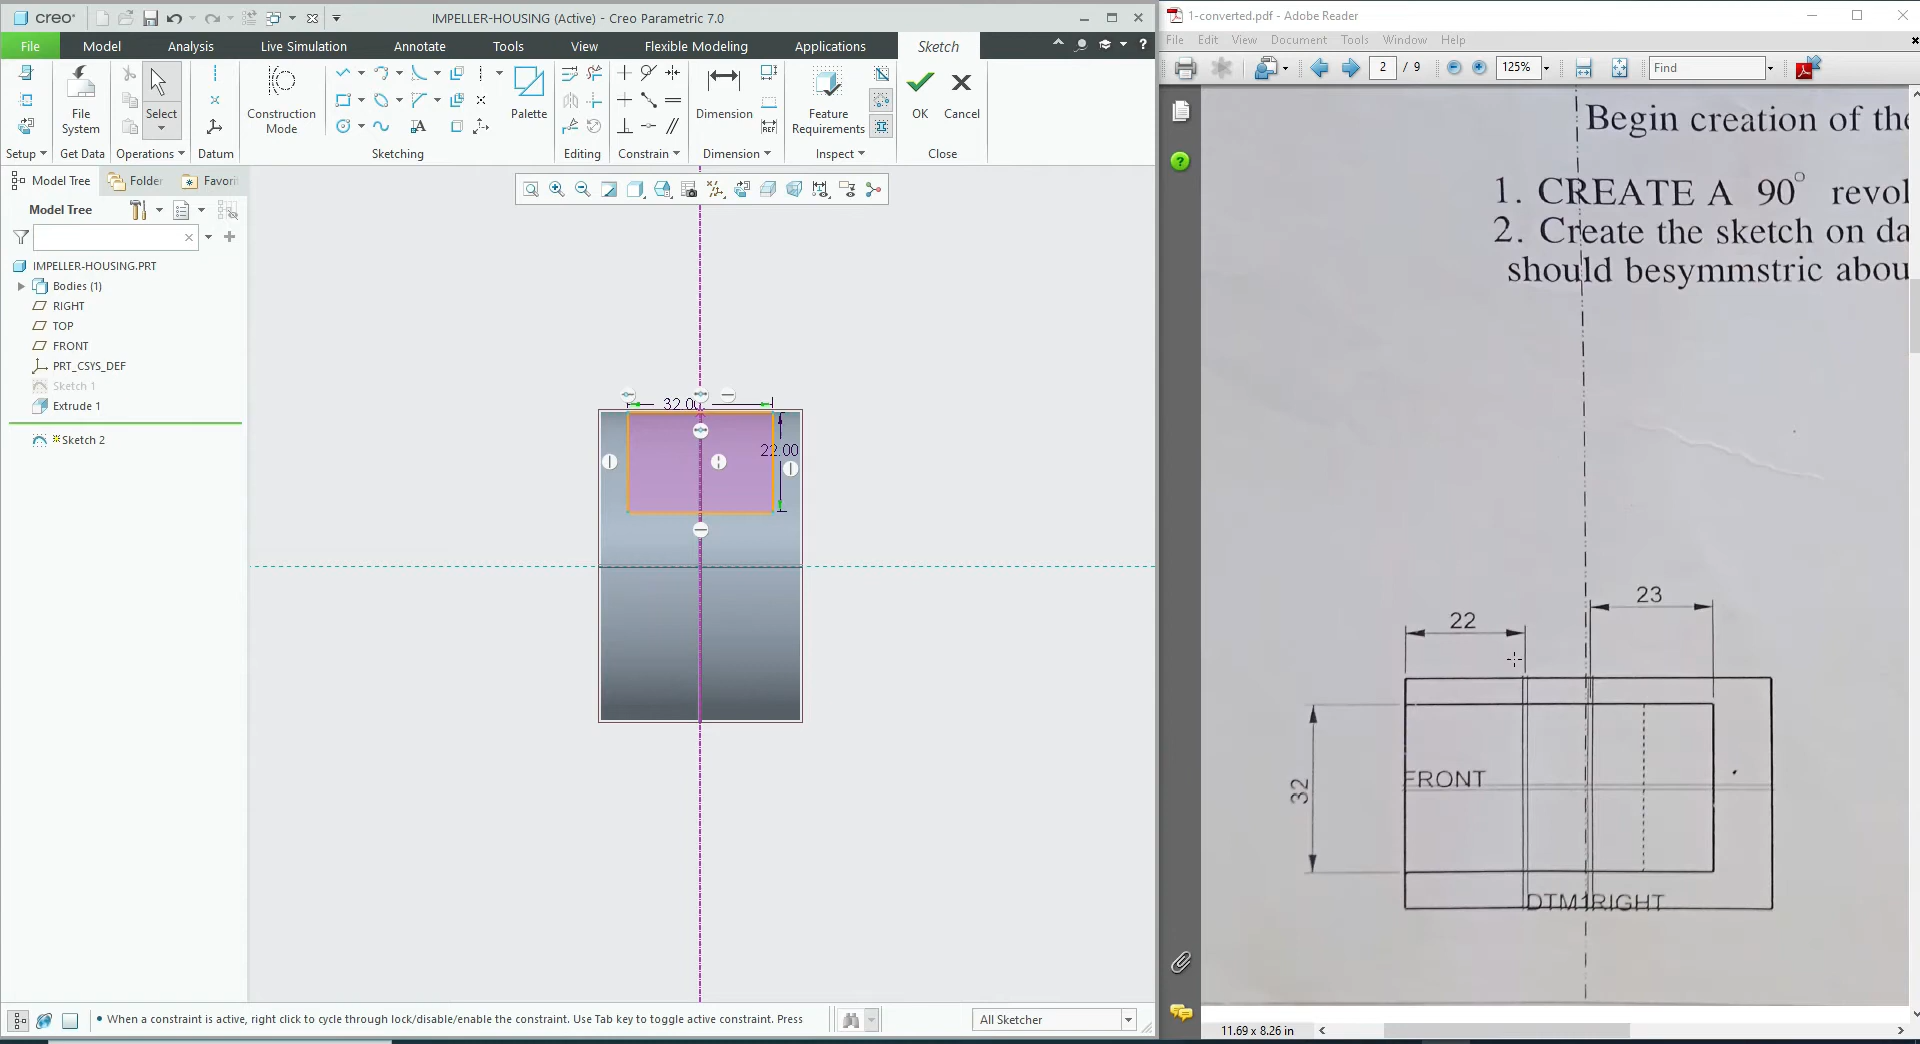 creo
IMPELLER-HOUSING (Active) - Creo Parametric 7.0
File
Model
Analysis
Live Simulation
Annotate
Tools
View
Flexible Modeling
Applications
Sketch
File System
Select
Construction Mode
Palette
Dimension
Feature Requirements
OK
Cancel
Setup
Get Data
Operations
Datum
Sketching
Editing
Constrain
Dimension
Inspect
Close
Model Tree
Folder
Favori
Model Tree
IMPELLER-HOUSING.PRT
Bodies (1)
RIGHT
TOP
FRONT
PRT_CSYS_DEF
Sketch 1
Extrude 1
Sketch 2
32.00
22.00
• When a constraint is active, right click to cycle through lock/disable/enable the constraint. Use Tab key to toggle active constraint. Press
All Sketcher
1-converted.pdf - Adobe Reader
File Edit View Document Tools Window Help
2 / 9
125%
Find
Begin creation of the
1. CREATE A 90° revol
2. Create the sketch on da
should besymmstric abou
23
22
32
FRONT
DTM1RIGHT
11.69 x 8.26 in